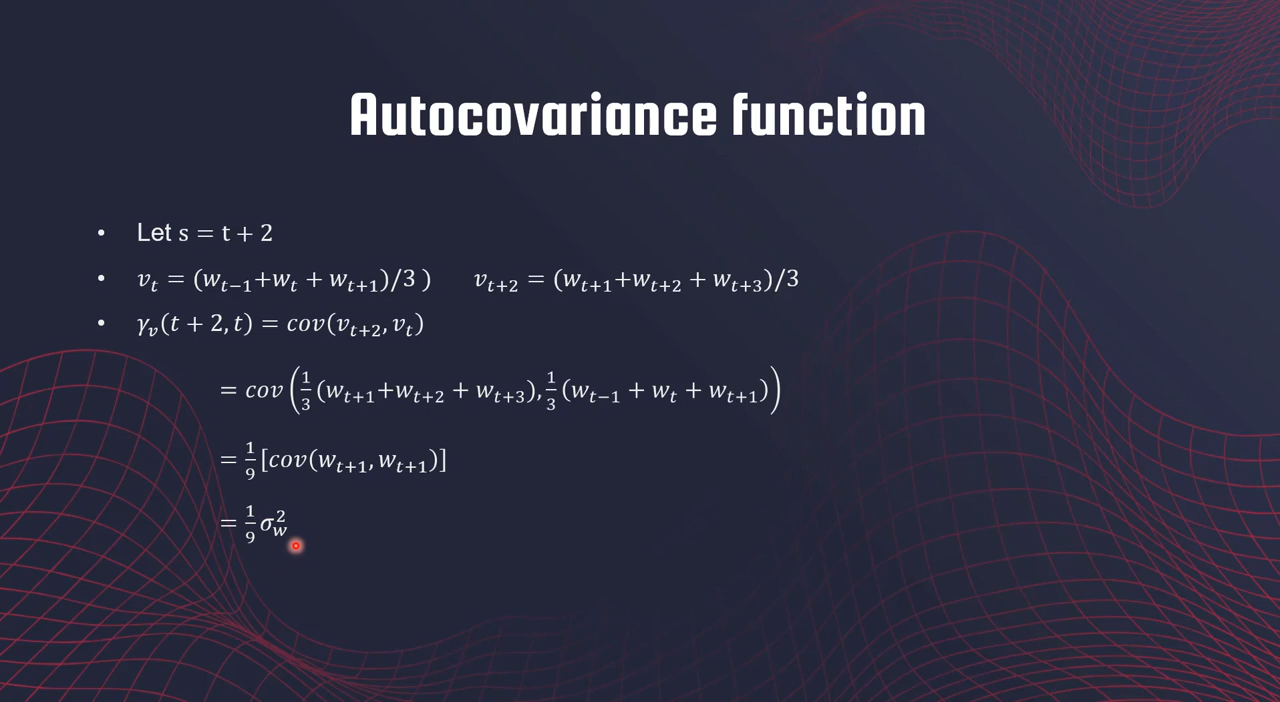 Autocovariance function
• Let s = t + 2
• v_t = (w_{t−1}+w_t + w_{t+1})/3 )     v_{t+2} = (w_{t+1}+w_{t+2} + w_{t+3})/3
• γ_v(t + 2, t) = cov(v_{t+2}, v_t)
= cov(1/3 (w_{t+1}+w_{t+2} + w_{t+3}), 1/3 (w_{t−1} + w_t + w_{t+1}))
= 1/9 [cov(w_{t+1}, w_{t+1})]
= 1/9 σ_w^2